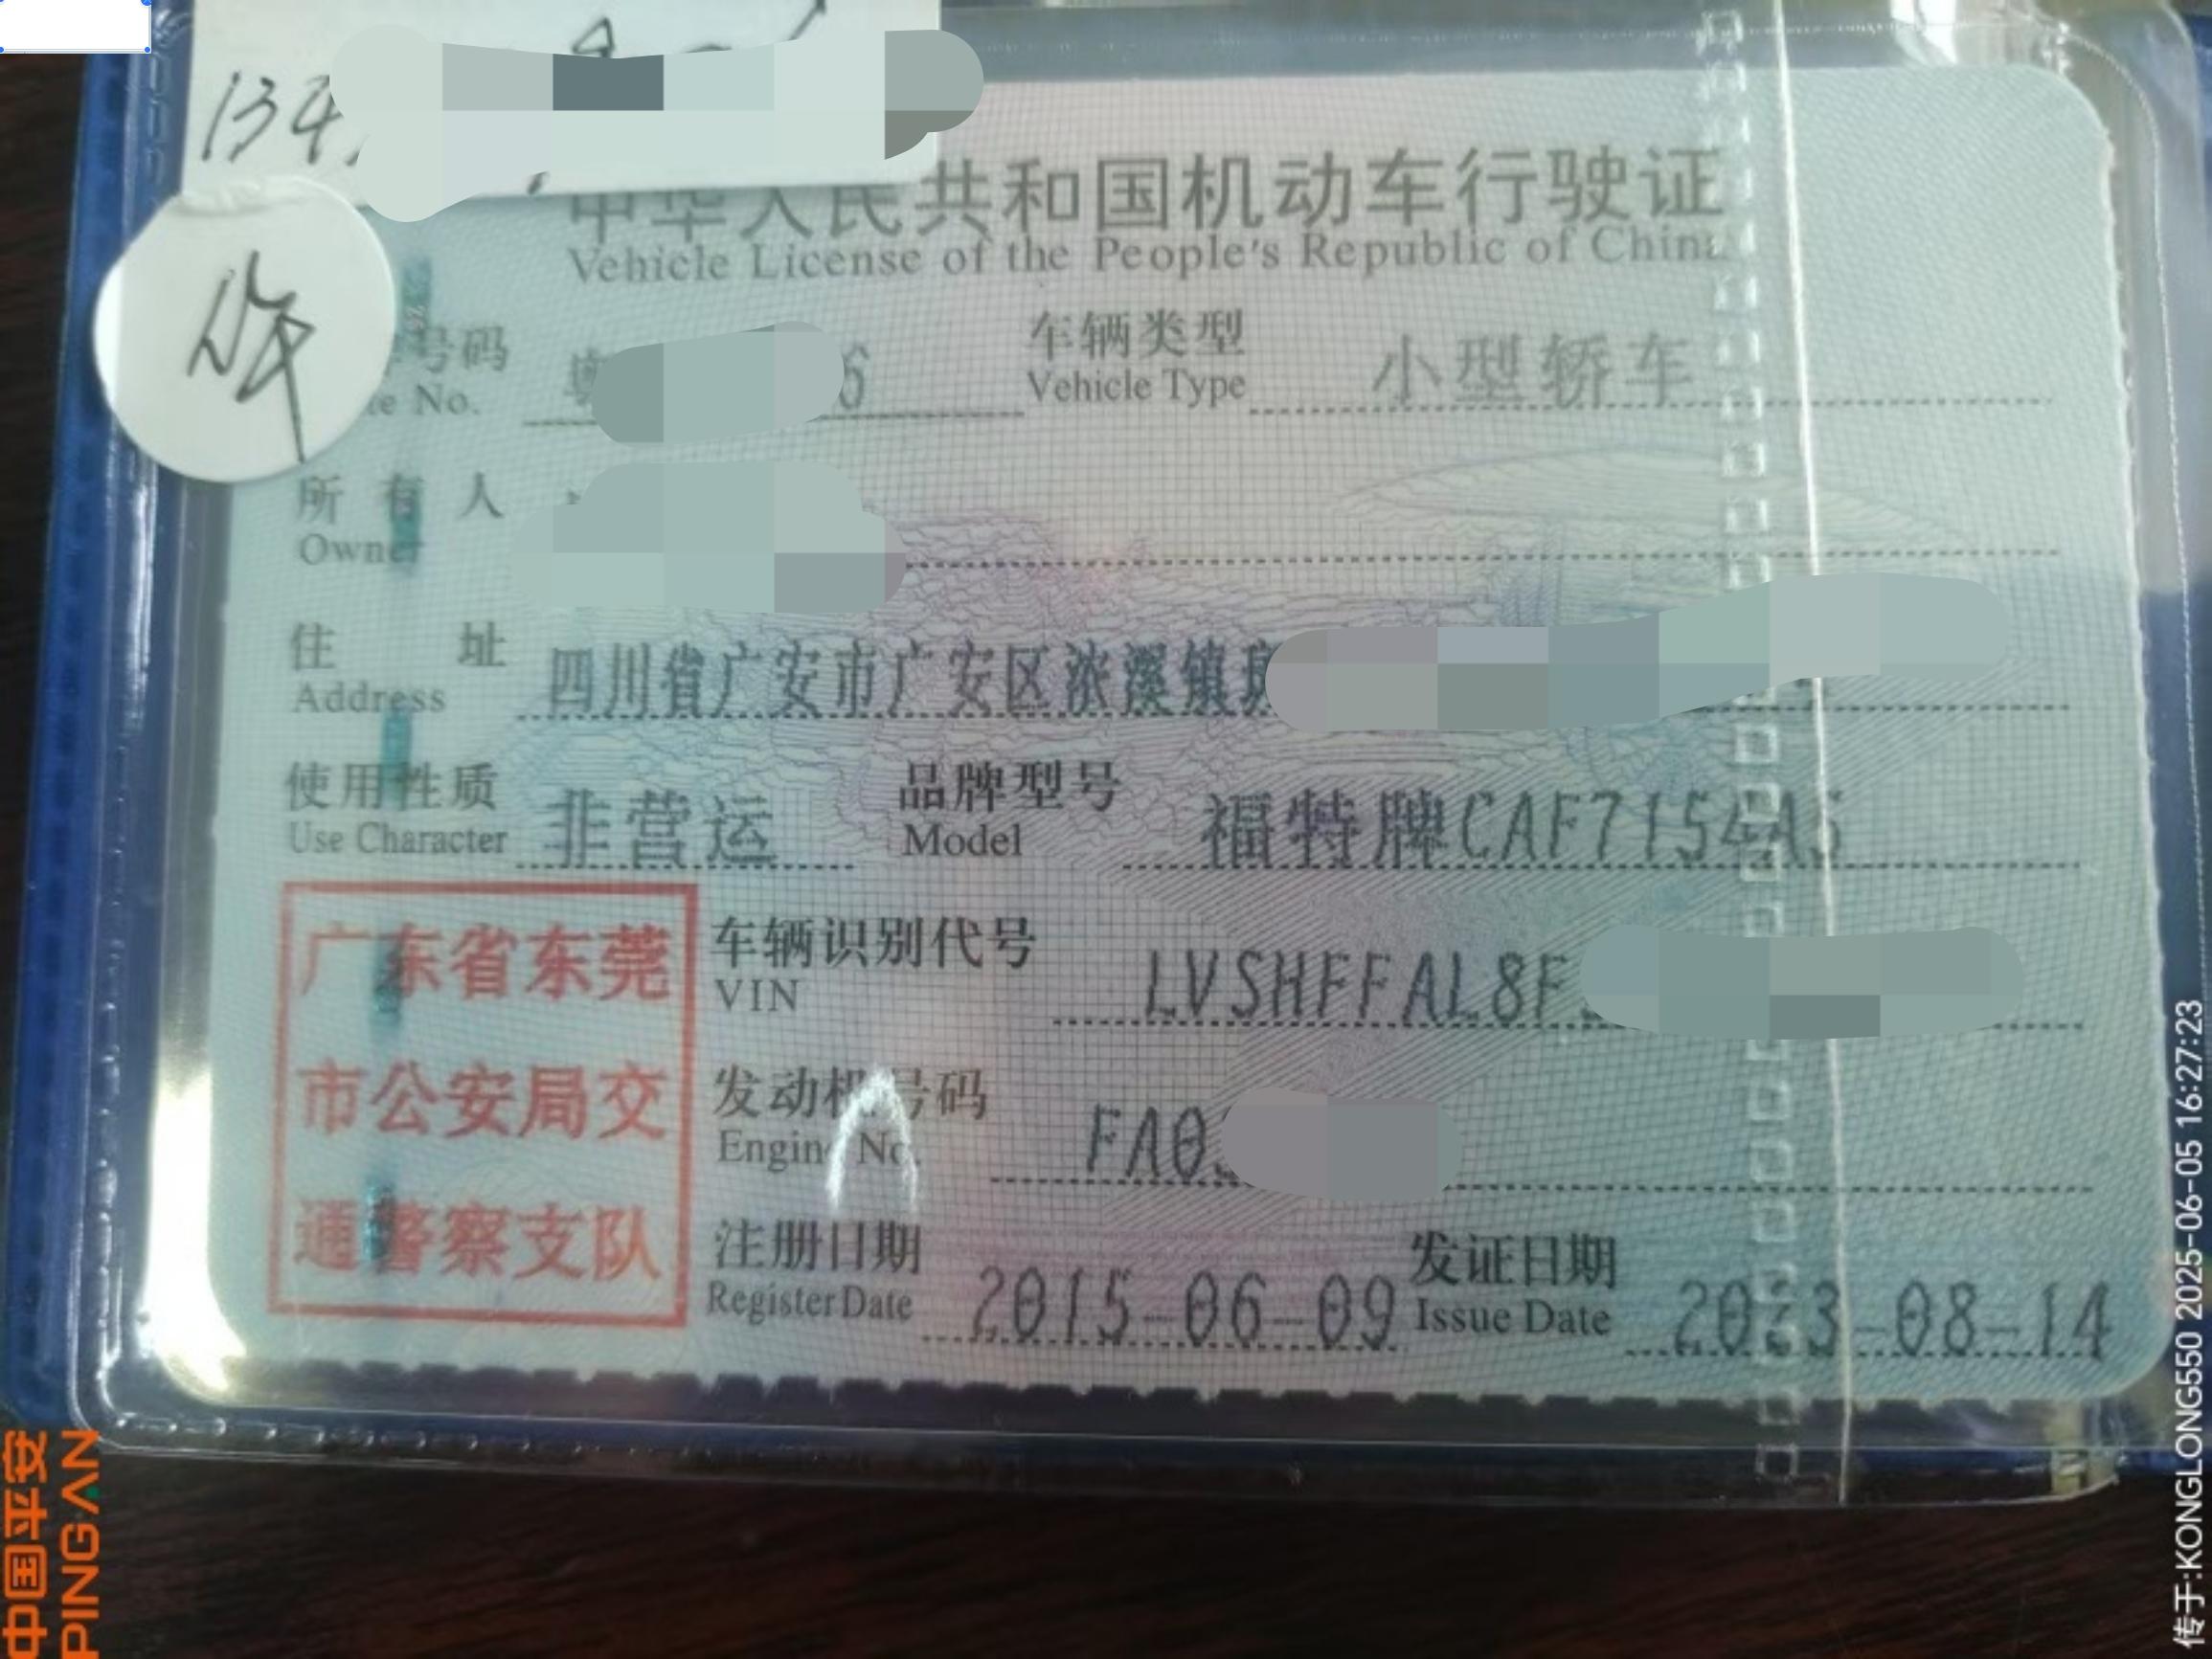 134
中华人民共和国机动车行驶证
Vehicle License of the People's Republic of China
号码 粤 6 车辆类型 小型轿车
te No. Vehicle Type
所有人
Owner
住址 四川省广安市广安区浓溪镇
Address
使用性质 非营运 品牌型号 福特牌CAF7154A5
Use Character Model
广东省东莞
市公安局交
通警察支队
车辆识别代号 LVSHFFAL8F
VIN
发动机号码 FA0
Engine No.
注册日期 2015-06-09 发证日期 2023-08-14
Register Date Issue Date
中国平安
PINGAN
传于:KONGLONG550 2025-06-05 16:27:23